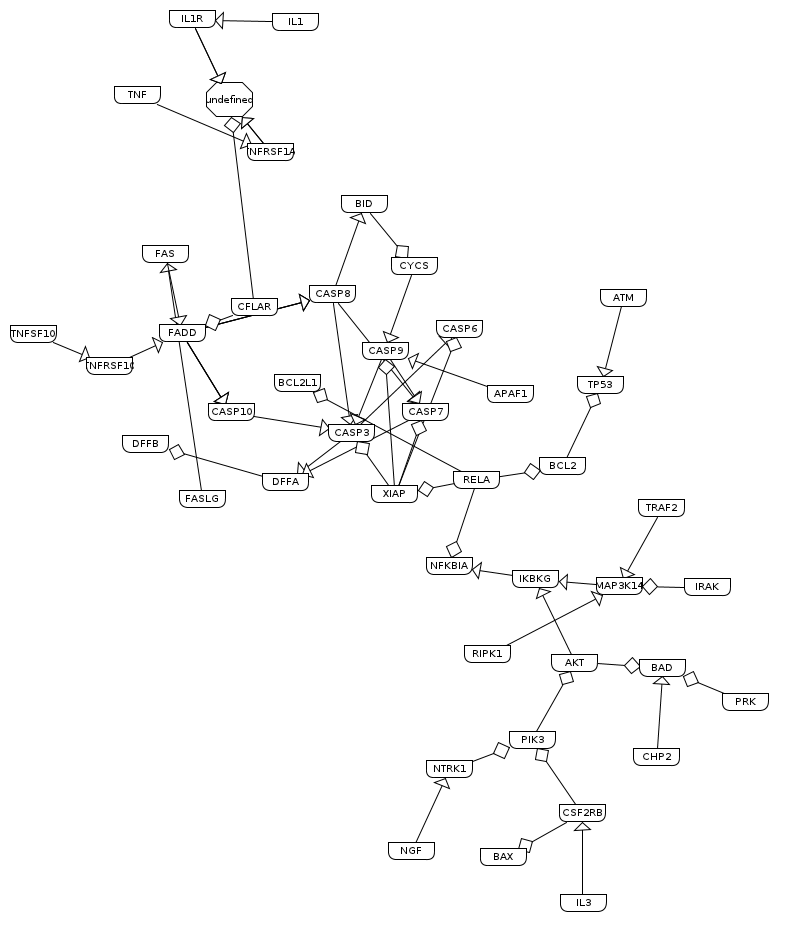 IL1R
IL1
TNF
undefined
NFRSF1A
BID
FAS
CYCS
CASP8
ATM
CFLAR
CASP6
TNFSF10
FADD
CASP9
NFRSF10
BCL2L1
TP53
APAF1
CASP10
CASP7
CASP3
DFFB
BCL2
DFFA
RELA
XIAP
FASLG
TRAF2
NFKBIA
IKBKG
MAP3K14
IRAK
RIPK1
AKT
BAD
PRK
PIK3
CHP2
NTRK1
CSF2RB
NGF
BAX
IL3